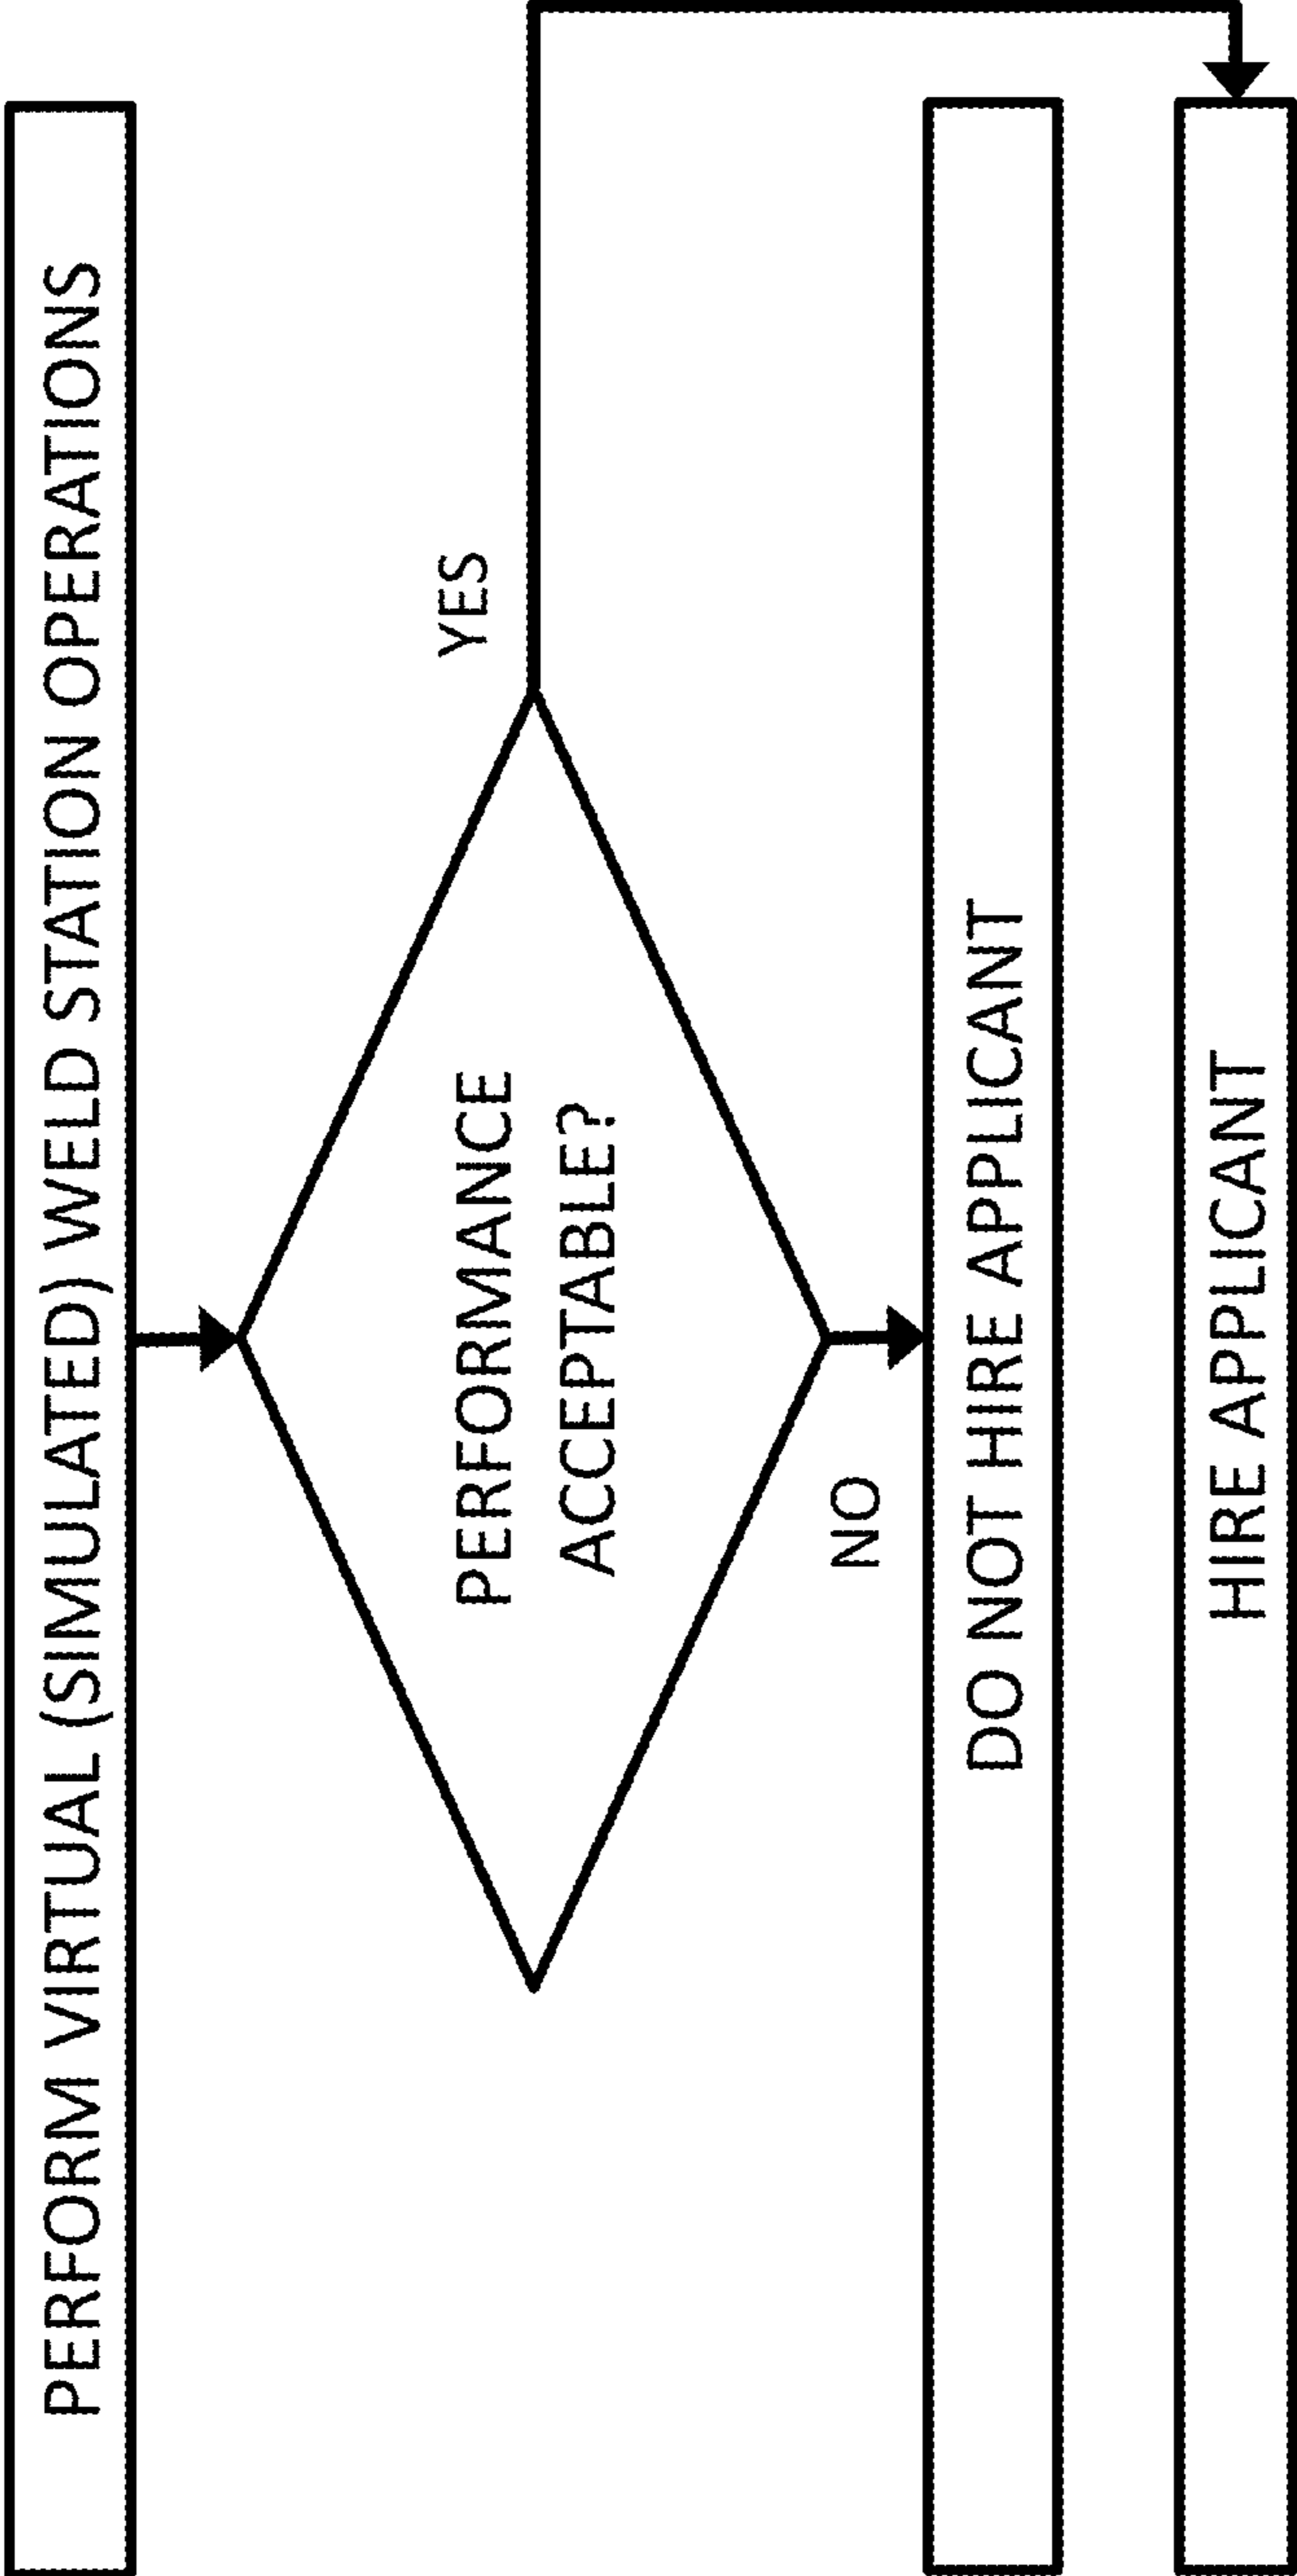 PERFORM VIRTUAL (SIMULATED) WELD STATION OPERATIONS
PERFORMANCE
ACCEPTABLE?
YES
NO
DO NOT HIRE APPLICANT
HIRE APPLICANT